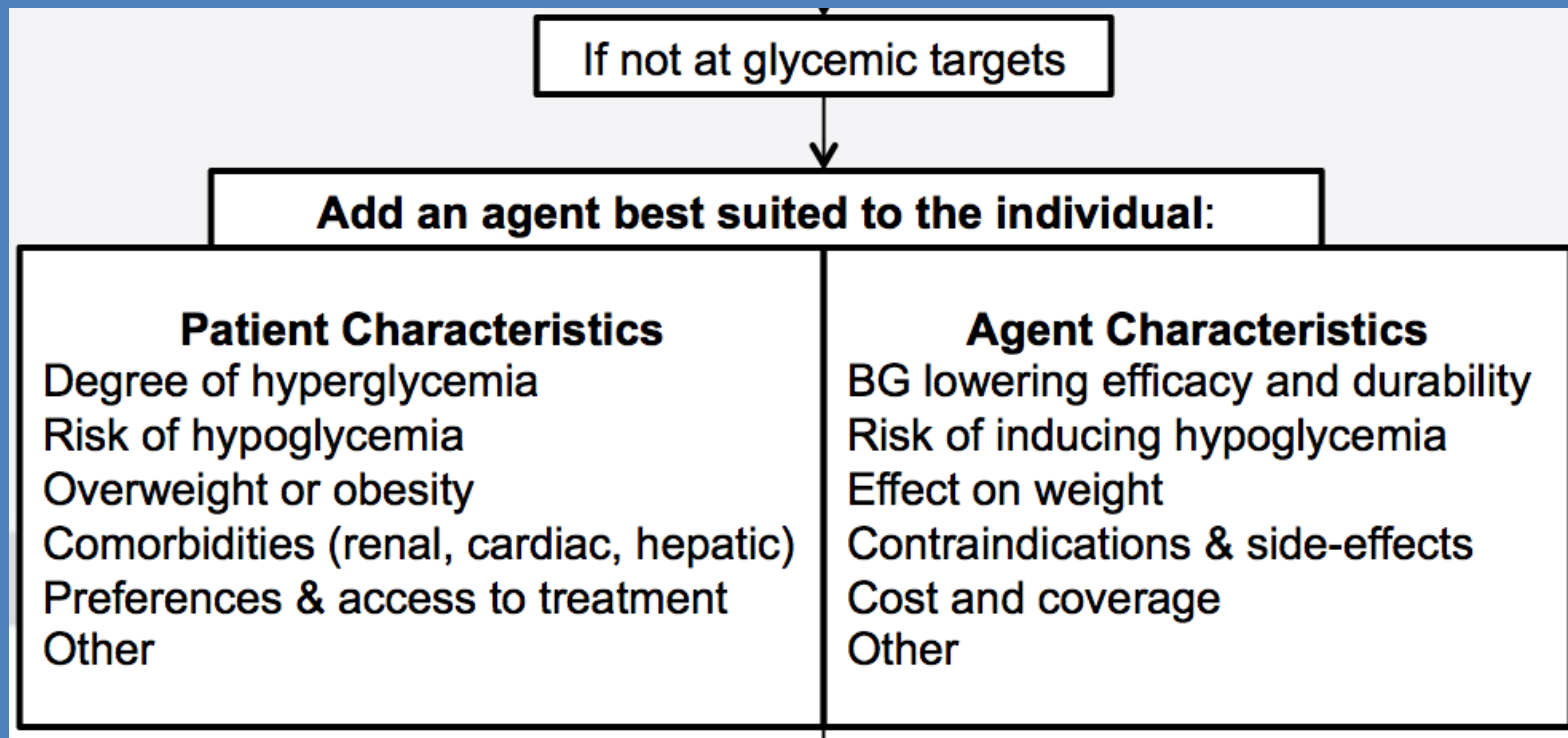 If not at glycemic targets
Add an agent best suited to the individual:
Patient Characteristics
Degree of hyperglycemia
Risk of hypoglycemia
Overweight or obesity
Comorbidities (renal, cardiac, hepatic)
Preferences & access to treatment
Other
Agent Characteristics
BG lowering efficacy and durability
Risk of inducing hypoglycemia
Effect on weight
Contraindications & side-effects
Cost and coverage
Other